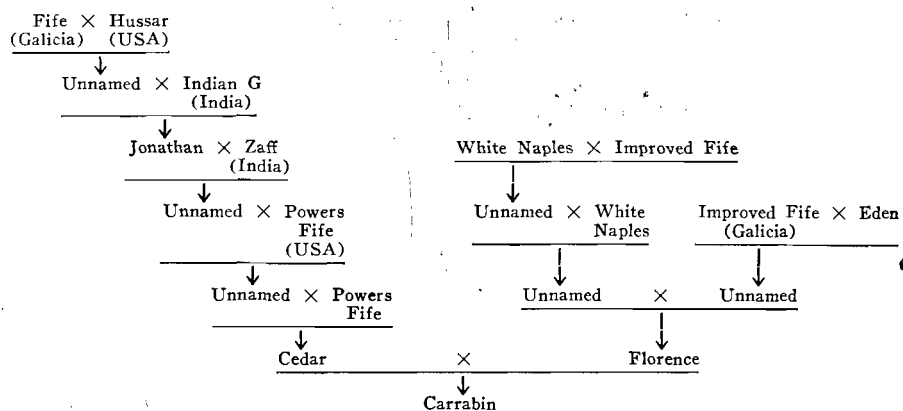 Fife × Hussar
(Galicia) (USA)
Unnamed × Indian G
(India)
Jonathan × Zaff
(India)
White Naples × Improved Fife
Unnamed × Powers
Fife
(USA)
Unnamed × White
Naples
Improved Fife × Eden
(Galicia)
Unnamed × Powers
Fife
Unnamed × Unnamed
Cedar × Florence
Carrabin